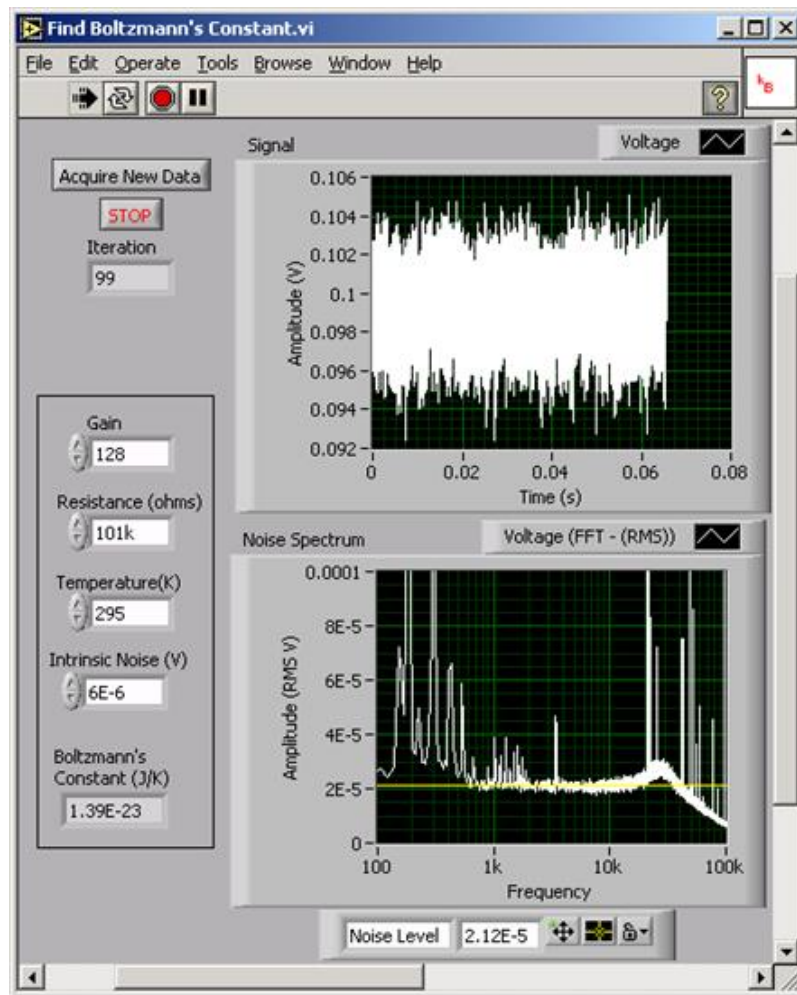 Find Boltzmann's Constant.vi
File Edit Operate Tools Browse Window Help
? kB
Acquire New Data
STOP
Iteration
99
Signal
Voltage
0.106
0.104
0.102
0.1
0.098
0.096
0.094
0.092
Amplitude (V)
0 0.02 0.04 0.06 0.08
Time (s)
Gain
128
Resistance (ohms)
101k
Temperature(K)
295
Intrinsic Noise (V)
6E-6
Boltzmann's
Constant (J/K)
1.39E-23
Noise Spectrum
Voltage (FFT - (RMS))
0.0001
8E-5
6E-5
4E-5
2E-5
0
Amplitude (RMS V)
100 1k 10k 100k
Frequency
Noise Level 2.12E-5